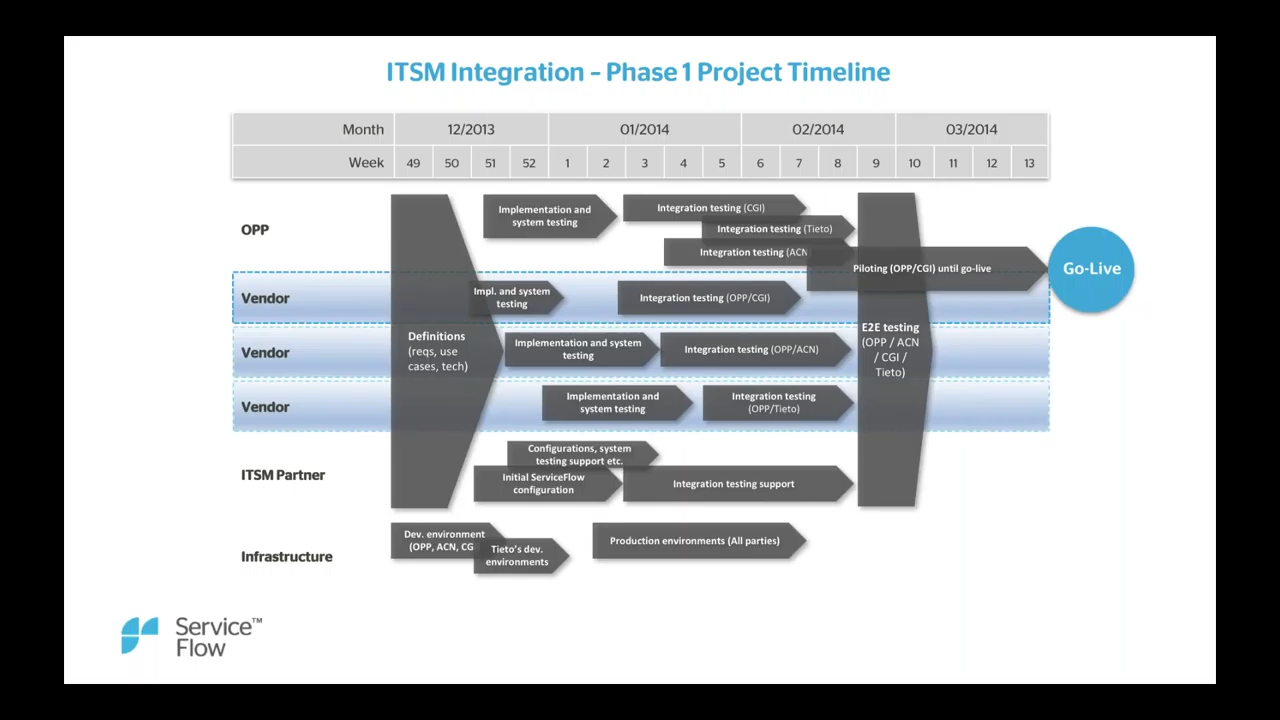 ITSM Integration – Phase 1 Project Timeline
Month 12/2013 01/2014 02/2014 03/2014
Week 49 50 51 52 1 2 3 4 5 6 7 8 9 10 11 12 13
OPP
Implementation and
system testing
Integration testing (CGI)
Integration testing (Tieto)
Integration testing (ACN
Piloting (OPP/CGI) until go-live
Go-Live
Vendor
Impl. and system
testing
Integration testing (OPP/CGI)
Definitions
(reqs, use
cases, tech)
E2E testing
(OPP / ACN
/ CGI /
Tieto)
Vendor
Implementation and system
testing
Integration testing (OPP/ACN)
Vendor
Implementation and
system testing
Integration testing
(OPP/Tieto)
ITSM Partner
Configurations, system
testing support etc.
Initial ServiceFlow
configuration
Integration testing support
Infrastructure
Dev. environment
(OPP, ACN, CG
Tieto's dev.
environments
Production environments (All parties)
Service™
Flow